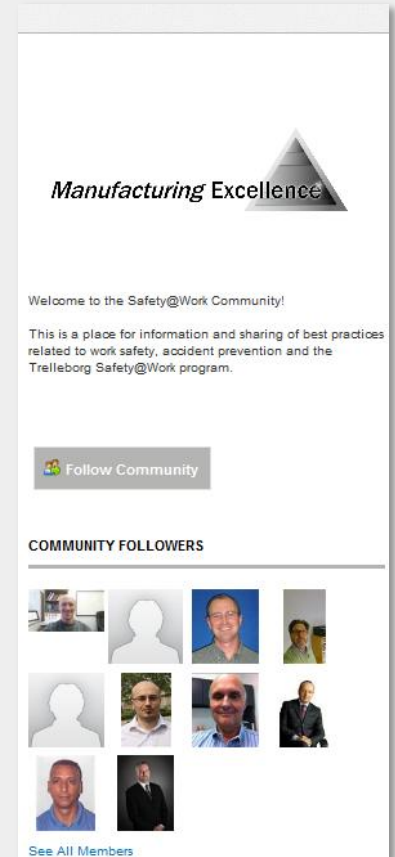 Manufacturing Excellence
Welcome to the Safety@Work Community!
This is a place for information and sharing of best practices
related to work safety, accident prevention and the
Trelleborg Safety@Work program.
Follow Community
COMMUNITY FOLLOWERS
See All Members